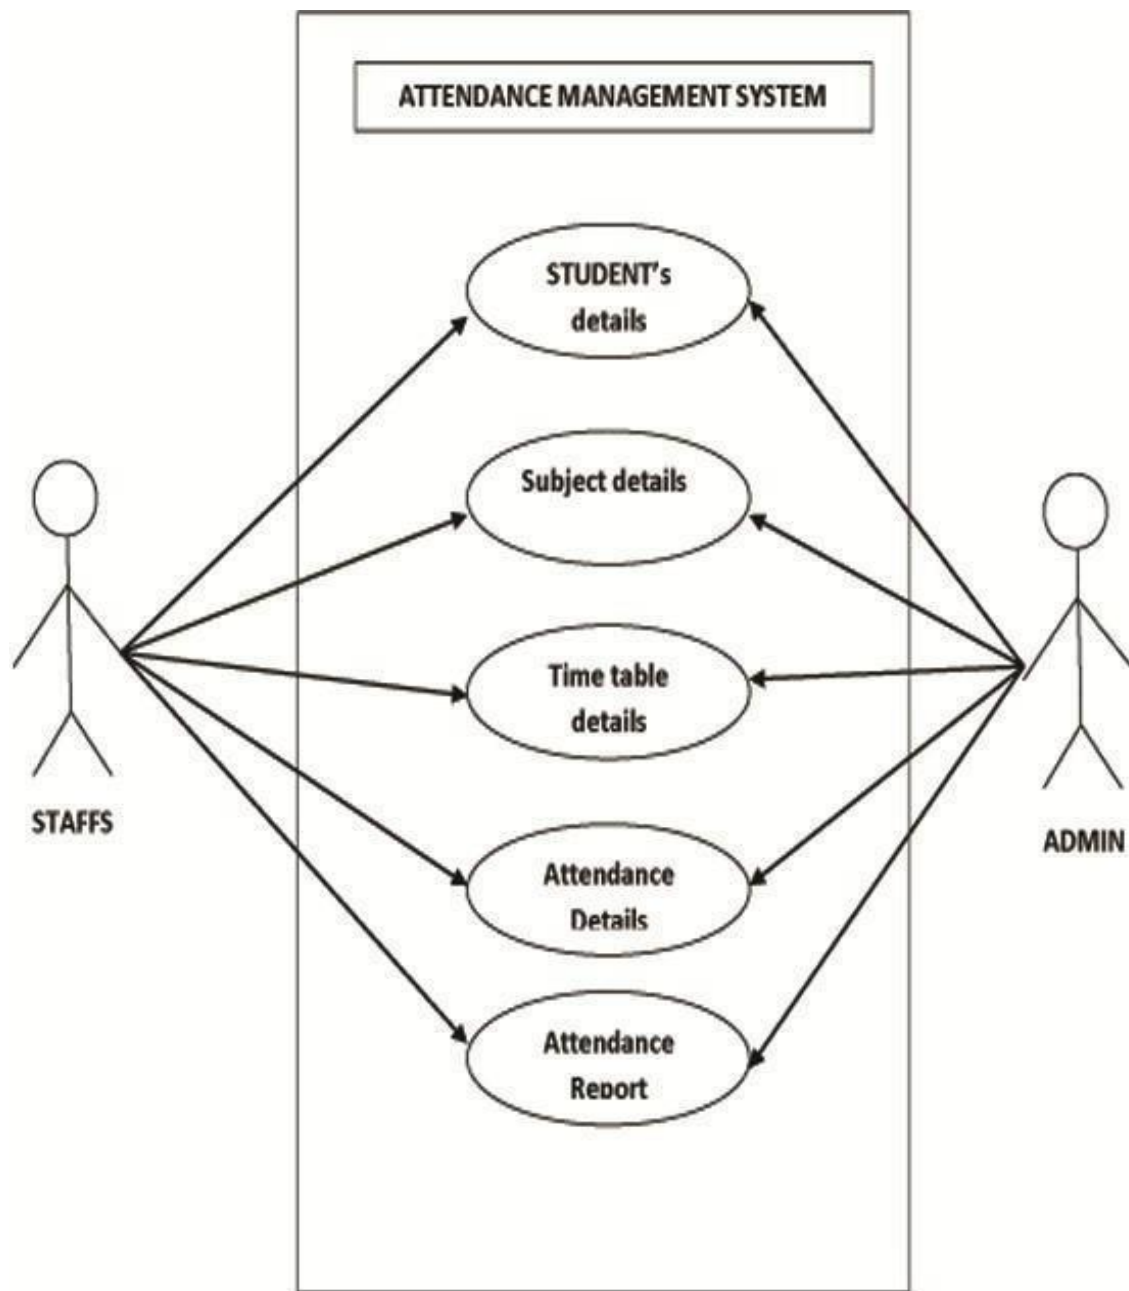 ATTENDANCE MANAGEMENT SYSTEM
STUDENT's
details
Subject details
Time table
details
STAFFS
ADMIN
Attendance
Details
Attendance
Report